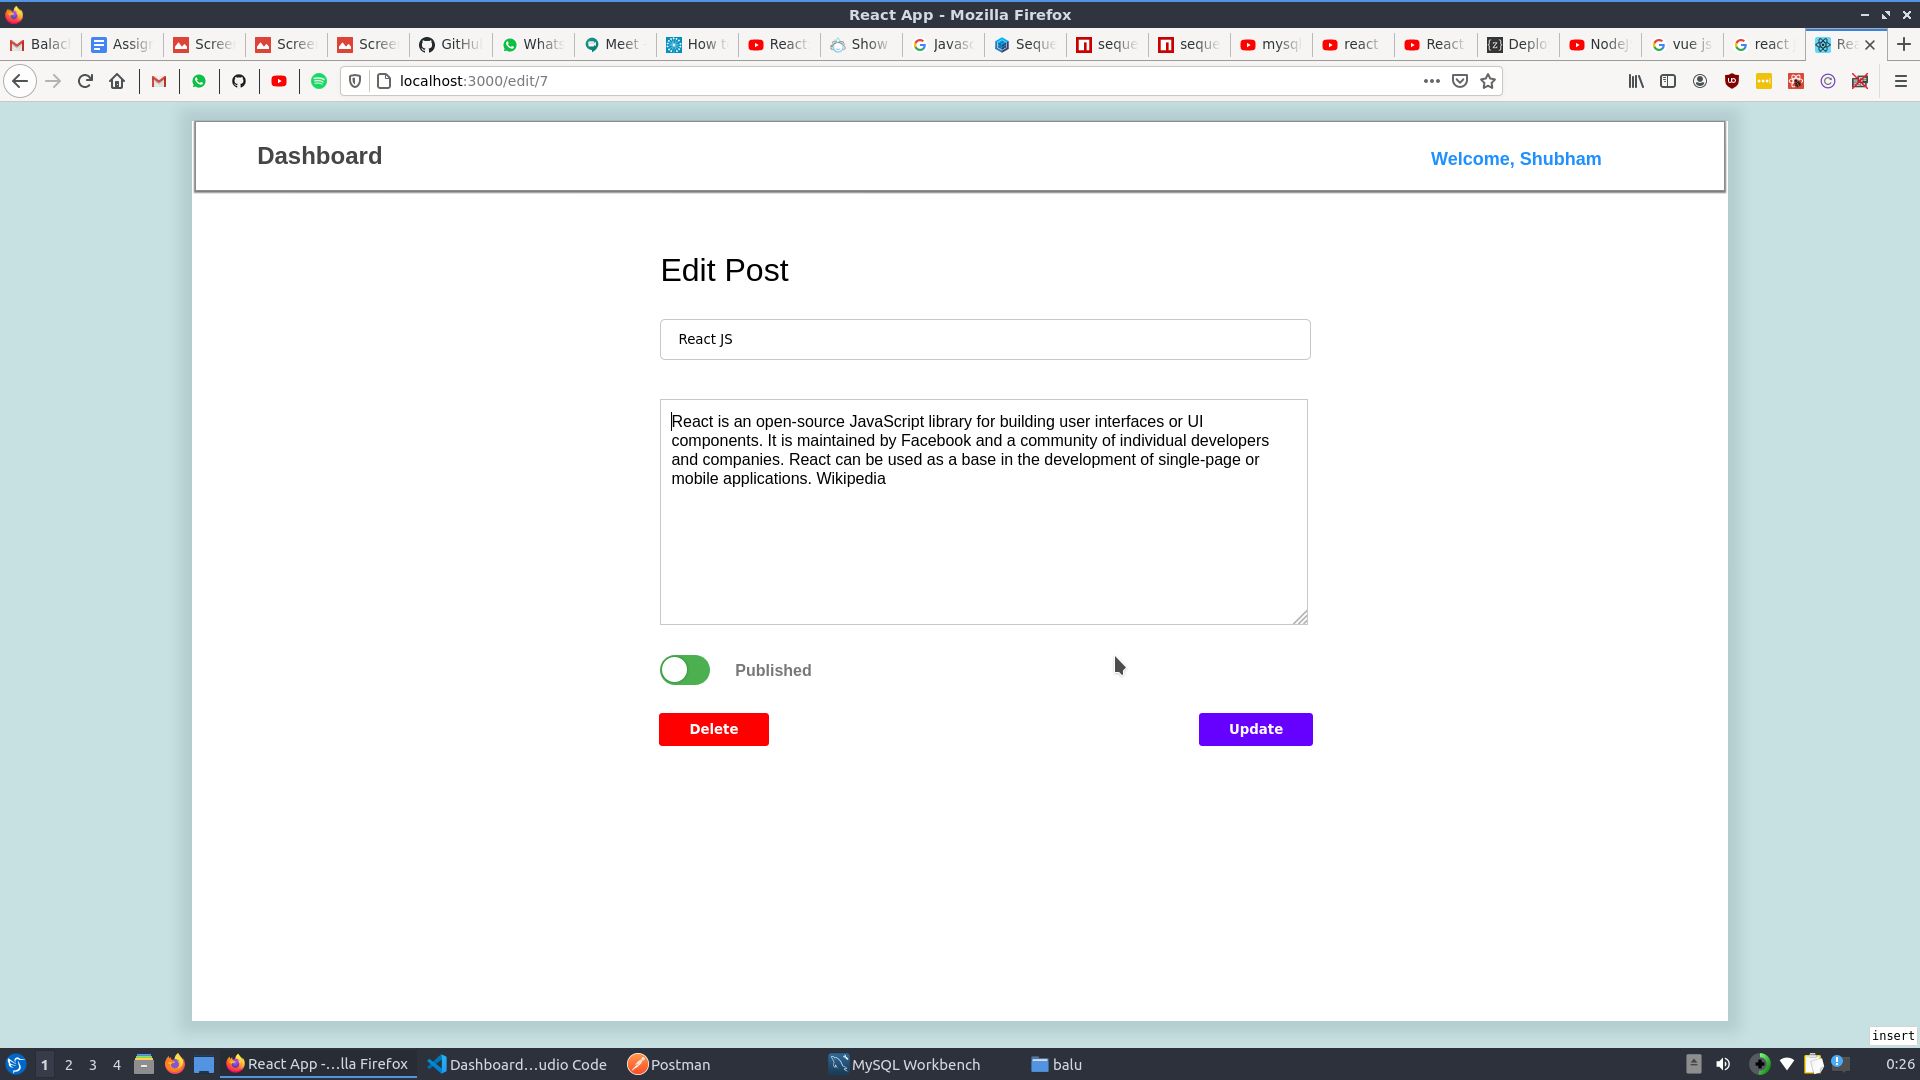 React App - Mozilla Firefox
Balac
Assig
Scree
Scree
Scree
GitHu
Whats
Meet
How t
React
Show
Javasc
Seque
seque
seque
mysql
react
React
Deplo
NodeJ
vue js
react
Rea
localhost:3000/edit/7
Dashboard
Welcome, Shubham
Edit Post
React JS
React is an open-source JavaScript library for building user interfaces or UI
components. It is maintained by Facebook and a community of individual developers
and companies. React can be used as a base in the development of single-page or
mobile applications. Wikipedia
Published
Delete
Update
insert
1 2 3 4
React App -...lla Firefox
Dashboard...udio Code
Postman
MySQL Workbench
balu
0:26